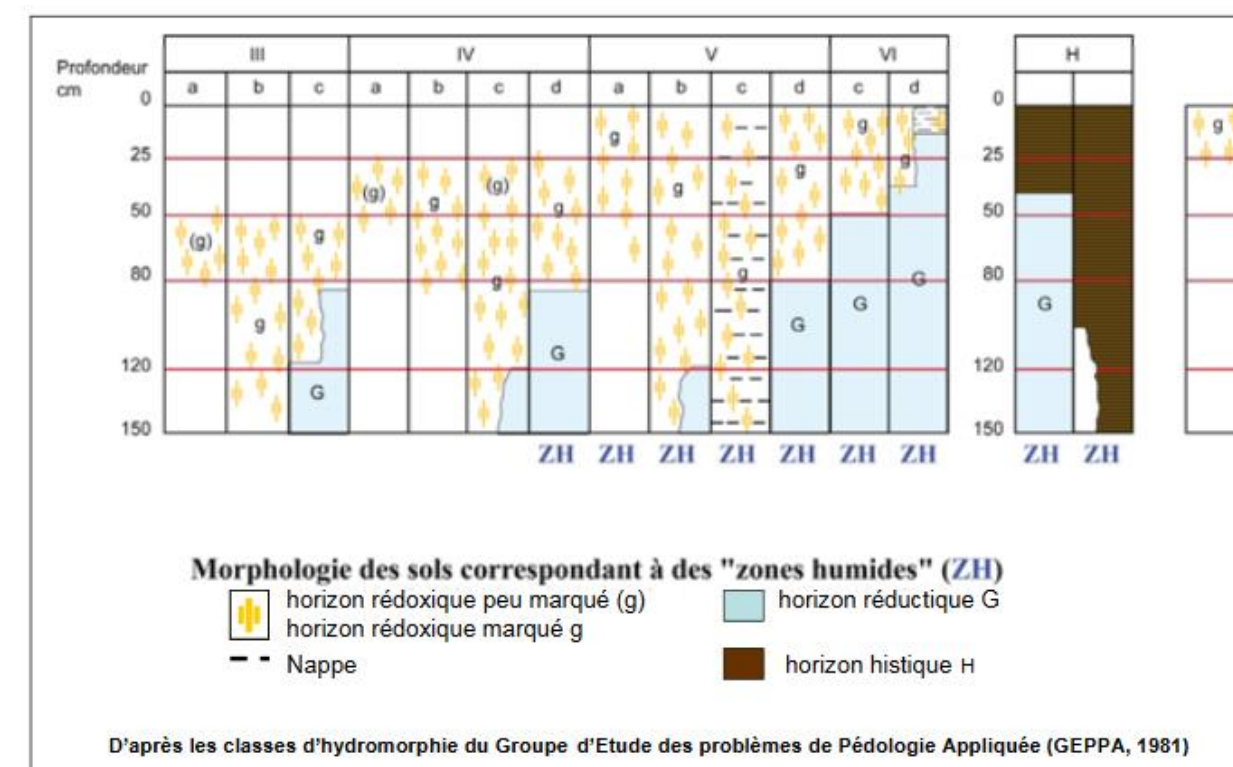 III IV V VI H
Profondeur
cm
a b c a b c d a b c d c d
0 0
g g g g
25 25
(g) g (g) g g g g
50 50
(g) g g
80 80
g g g G G G G
G
120 120
G
150 150
ZH ZH ZH ZH ZH ZH ZH ZH ZH
Morphologie des sols correspondant à des "zones humides" (ZH)
horizon rédoxique peu marqué (g)
horizon rédoxique marqué g
horizon réductique G
Nappe
horizon histique H
D'après les classes d'hydromorphie du Groupe d'Etude des problèmes de Pédologie Appliquée (GEPPA, 1981)